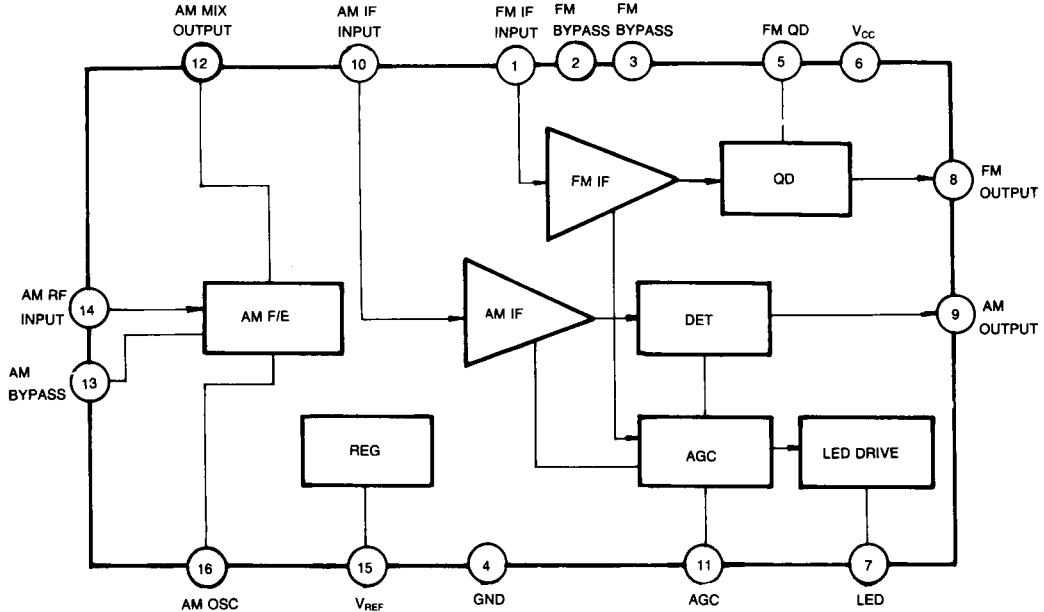 AM MIX
OUTPUT
AM IF
INPUT
FM IF
INPUT
FM
BYPASS
FM
BYPASS
FM QD
VCC
12
10
1
2
3
5
6
FM IF
QD
8
FM
OUTPUT
AM RF
INPUT
14
AM F/E
AM IF
DET
9
AM
OUTPUT
AM
BYPASS
13
REG
AGC
LED DRIVE
16
15
4
11
7
AM OSC
VREF
GND
AGC
LED